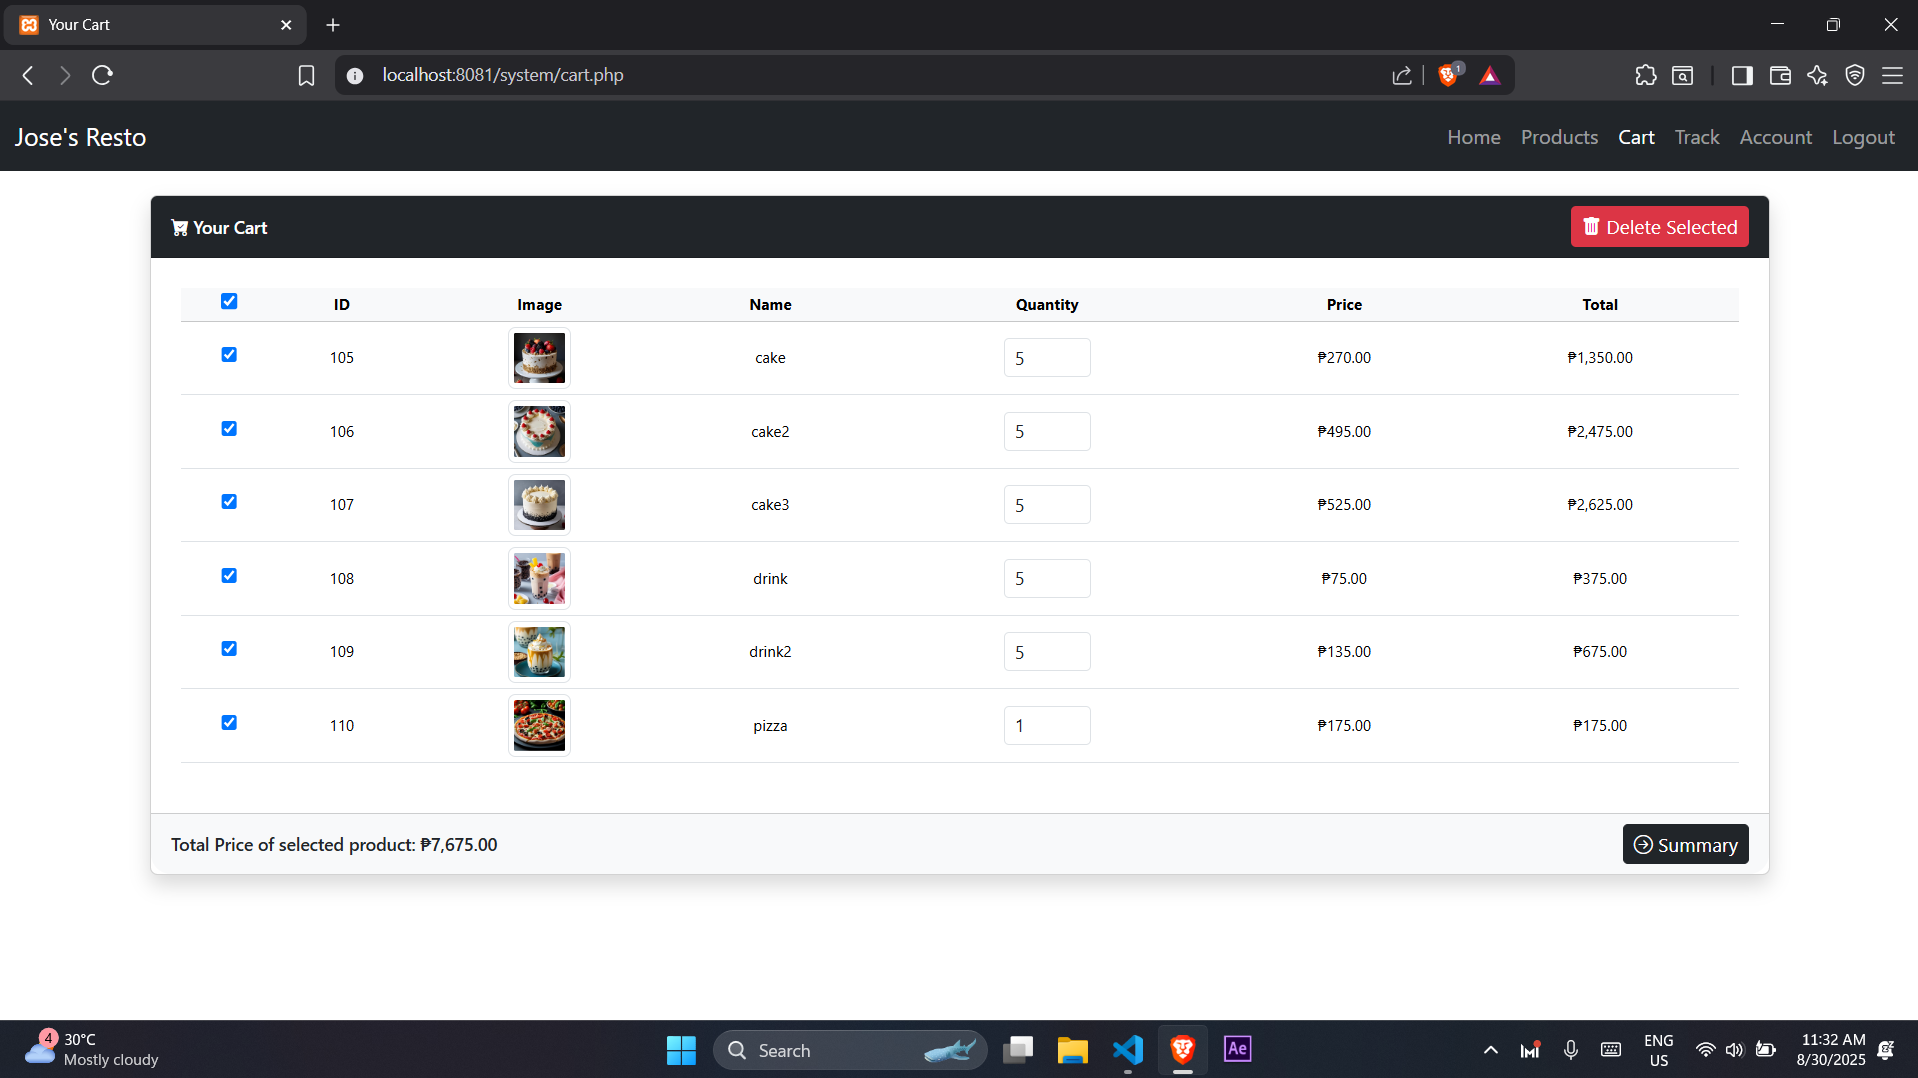 Your Cart
localhost:8081/system/cart.php
1
Jose's Resto
Home Products Cart Track Account Logout
Your Cart
Delete Selected
ID Image Name Quantity Price Total
105 cake 5 ₱270.00 ₱1,350.00
106 cake2 5 ₱495.00 ₱2,475.00
107 cake3 5 ₱525.00 ₱2,625.00
108 drink 5 ₱75.00 ₱375.00
109 drink2 5 ₱135.00 ₱675.00
110 pizza 1 ₱175.00 ₱175.00
Total Price of selected product: ₱7,675.00
Summary
4
30°C
Mostly cloudy
Search
Ae
ENG
US
11:32 AM
8/30/2025